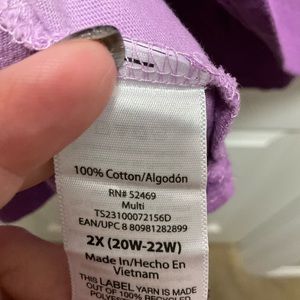 100% Cotton/Algodón
RN# 52469
Multi
TS23100072156D
EAN/UPC 8 80981282899
2X (20W-22W)
Made In/Hecho En
Vietnam
This LABEL YARN IS MADE
OUT OF 100% RECYCLED